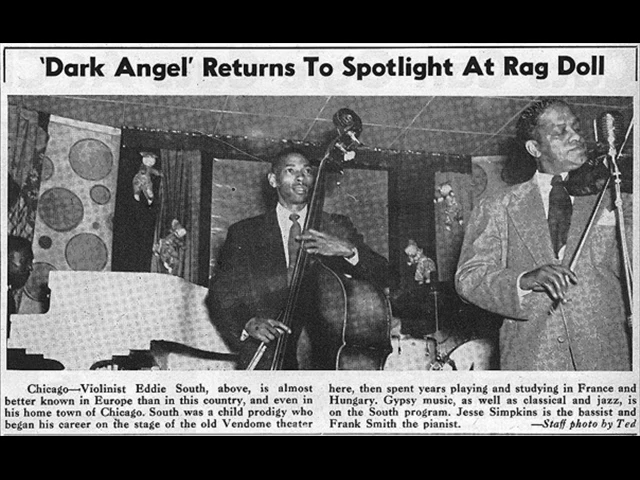 'Dark Angel' Returns To Spotlight At Rag Doll
Chicago—Violinist Eddie South, above, is almost
better known in Europe than in this country, and even in
his home town of Chicago. South was a child prodigy who
began his career on the stage of the old Vendome theater
here, then spent years playing and studying in France and
Hungary. Gypsy music, as well as classical and jazz, is
on the South program. Jesse Simpkins is the bassist and
Frank Smith the pianist. —Staff photo by Ted